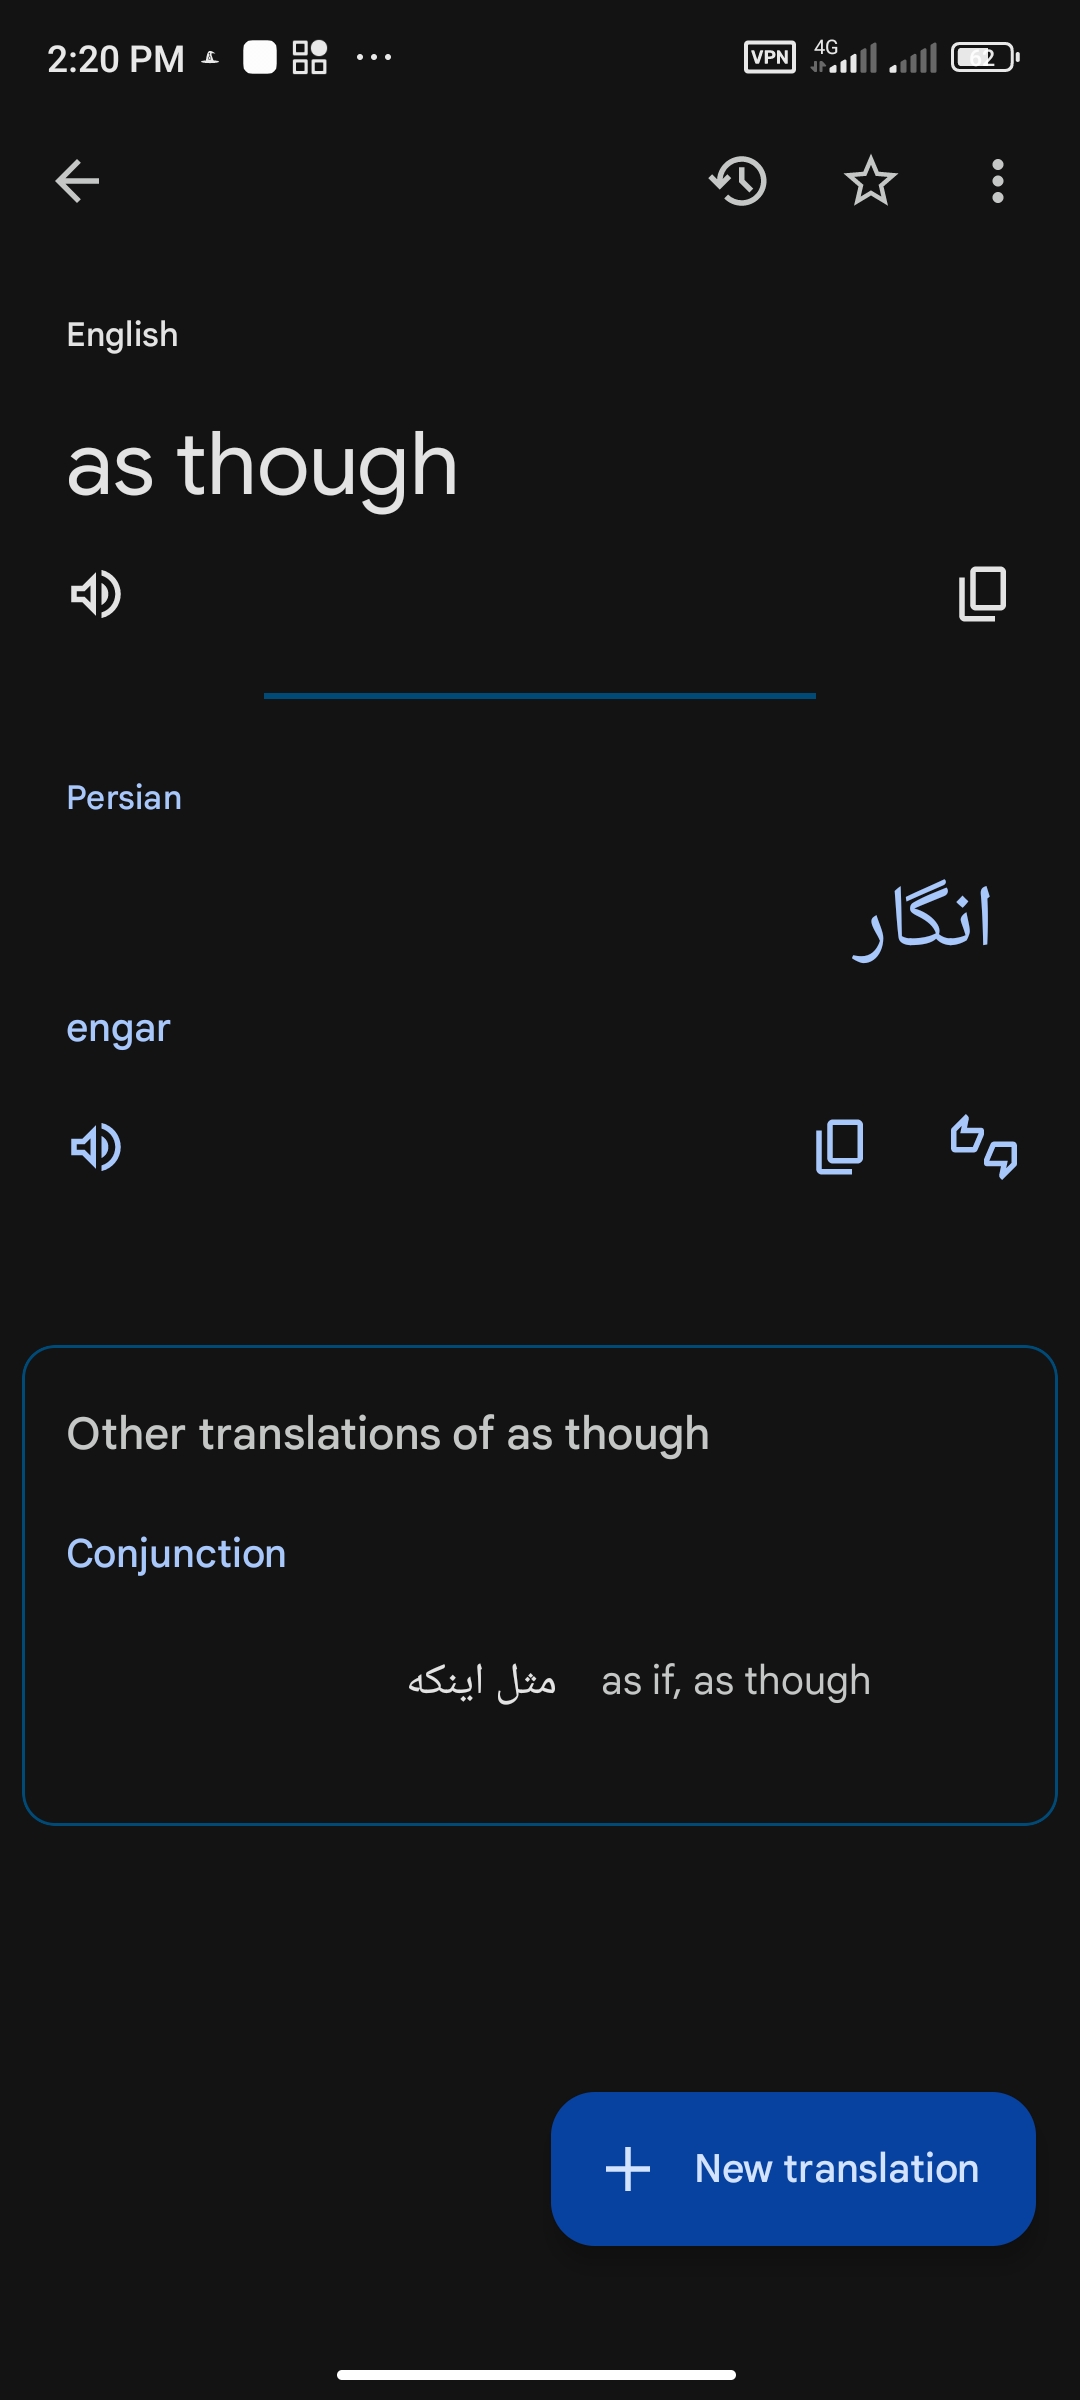 2:20 PM
VPN 4G 62
English
as though
Persian
انگار
engar
Other translations of as though
Conjunction
مثل اینکه as if, as though
New translation